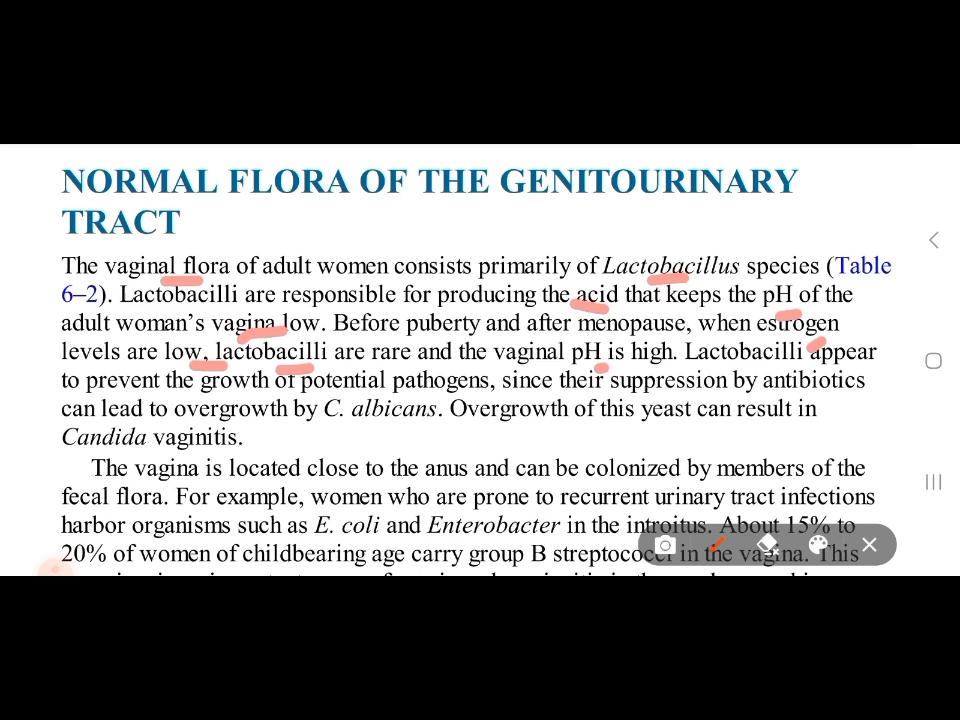 NORMAL FLORA OF THE GENITOURINARY
TRACT
The vaginal flora of adult women consists primarily of Lactobacillus species (Table
6–2). Lactobacilli are responsible for producing the acid that keeps the pH of the
adult woman's vagina low. Before puberty and after menopause, when estrogen
levels are low, lactobacilli are rare and the vaginal pH is high. Lactobacilli appear
to prevent the growth of potential pathogens, since their suppression by antibiotics
can lead to overgrowth by C. albicans. Overgrowth of this yeast can result in
Candida vaginitis.
The vagina is located close to the anus and can be colonized by members of the
fecal flora. For example, women who are prone to recurrent urinary tract infections
harbor organisms such as E. coli and Enterobacter in the introitus. About 15% to
20% of women of childbearing age carry group B streptococci in the vagina. This